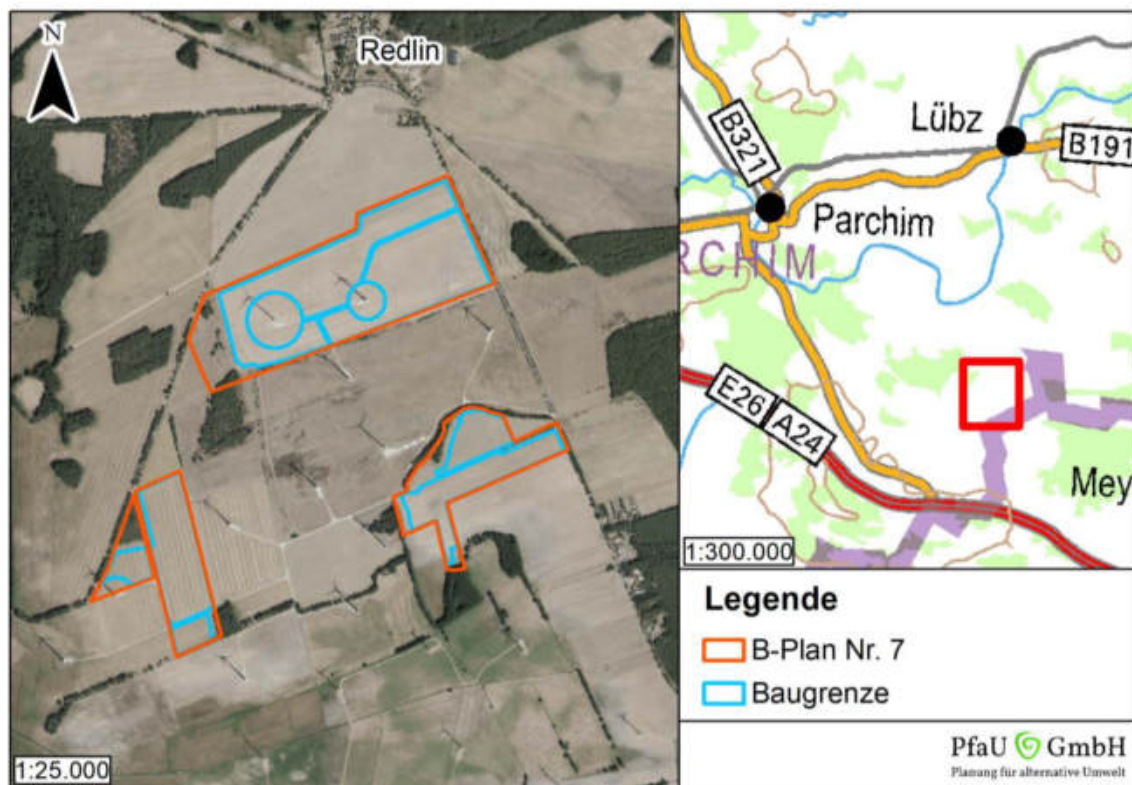 N
Redlin
1:25.000
B321
Lübz
B191
Parchim
RCHIM
E26
A24
Mey
1:300.000
Legende
B-Plan Nr. 7
Baugrenze
PfaU GmbH
Planung für alternative Umwelt